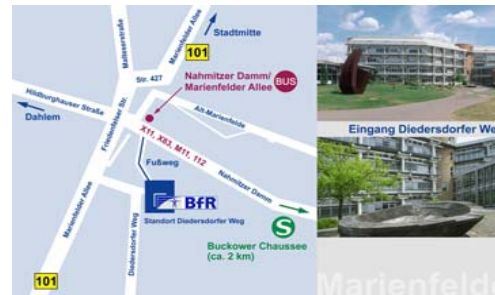 Malteserstraße
Marienfelder Allee
Stadtmitte
101
Str. 427
Nahmitzer Damm/
Marienfelder Allee
BUS
Hildburghauser Straße
Dahlem
Friedenfelser Str.
Alt-Marienfelde
X11, X83, M11, 112
Fußweg
Nahmitzer Damm
BfR
Standort Diedersdorfer Weg
Marienfelder Allee
Diedersdorfer Weg
S
Buckower Chaussee
(ca. 2 km)
101
Eingang Diedersdorfer We
Marienfeld